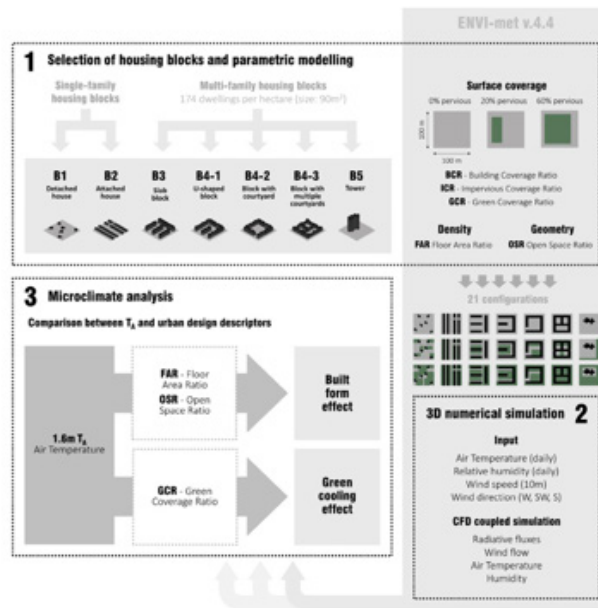 ENVI-met v.4.4
1 Selection of housing blocks and parametric modelling
Single-family
housing blocks
Multi-family housing blocks
174 dwellings per hectare (size: 90m²)
B1
Detached
house
B2
Attached
house
B3
Slab
block
B4-1
U-shaped
block
B4-2
Block with
courtyard
B4-3
Block with
multiple
courtyards
B5
Tower
Surface coverage
0% pervious 20% pervious 60% pervious
100 m
100 m
BCR - Building Coverage Ratio
ICR - Impervious Coverage Ratio
GCR - Green Coverage Ratio
Density
FAR Floor Area Ratio
Geometry
OSR Open Space Ratio
21 configurations
3D numerical simulation 2
Input
Air Temperature (daily)
Relative humidity (daily)
Wind speed (10m)
Wind direction (W, SW, S)
CFD coupled simulation
Radiative fluxes
Wind flow
Air Temperature
Humidity
3 Microclimate analysis
Comparison between TA and urban design descriptors
1.6m TA
Air Temperature
FAR - Floor
Area Ratio
OSR - Open
Space Ratio
Built
form
effect
GCR - Green
Coverage Ratio
Green
cooling
effect